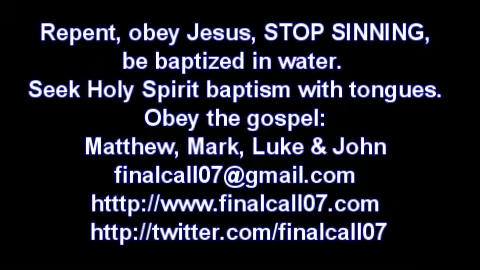 Repent, obey Jesus, STOP SINNING,
be baptized in water.
Seek Holy Spirit baptism with tongues.
Obey the gospel:
Matthew, Mark, Luke & John
finalcall07@gmail.com
htttp://www.finalcall07.com
http://twitter.com/finalcall07